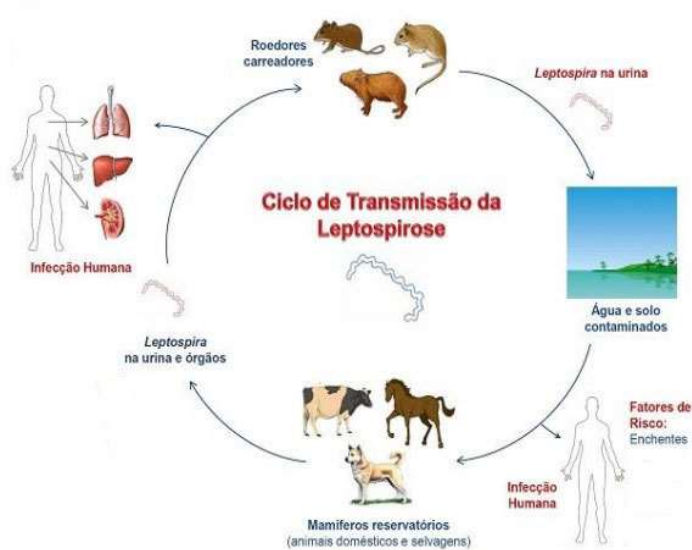 Roedores
carreadores
Leptospira na urina
Ciclo de Transmissão da
Leptospirose
Infecção Humana
Água e solo
contaminados
Leptospira
na urina e órgãos
Fatores de
Risco:
Enchentes
Infecção
Humana
Mamíferos reservatórios
(animais domésticos e selvagens)